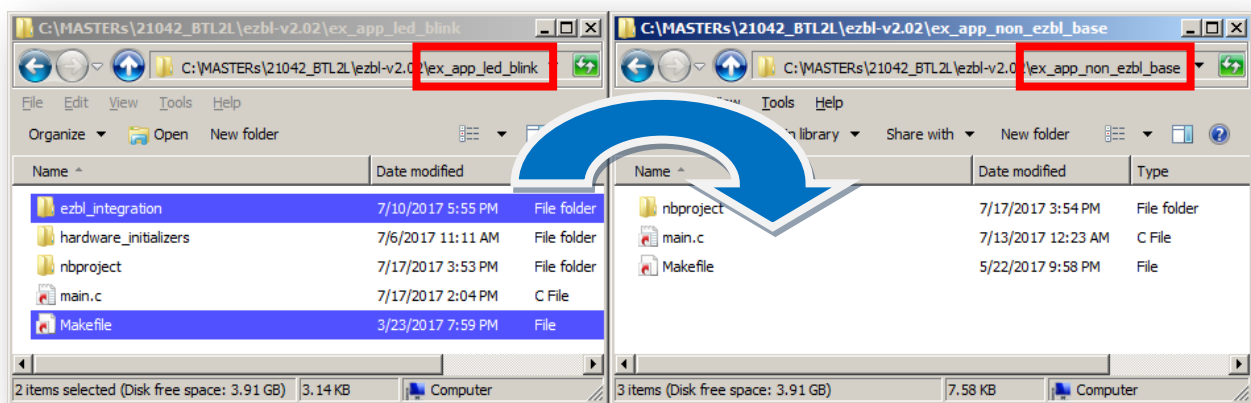 C:\MASTERs\21042_BTL2L\ezbl-v2.02\ex_app_led_blink
C:\MASTERs\21042_BTL2L\ezbl-v2.02\ex_app_led_blink
File Edit View Tools Help
Organize Open New folder
Name Date modified
ezbl_integration 7/10/2017 5:55 PM File folder
hardware_initializers 7/6/2017 11:11 AM File folder
nbproject 7/17/2017 3:53 PM File folder
main.c 7/17/2017 2:04 PM C File
Makefile 3/23/2017 7:59 PM File
2 items selected (Disk free space: 3.91 GB) 3.14 KB Computer
C:\MASTERs\21042_BTL2L\ezbl-v2.02\ex_app_non_ezbl_base
C:\MASTERs\21042_BTL2L\ezbl-v2.02\ex_app_non_ezbl_base
Tools Help
library Share with New folder
Name Date modified Type
nbproject 7/17/2017 3:54 PM File folder
main.c 7/13/2017 12:23 AM C File
Makefile 5/22/2017 9:58 PM File
3 items (Disk free space: 3.91 GB) 7.58 KB Computer